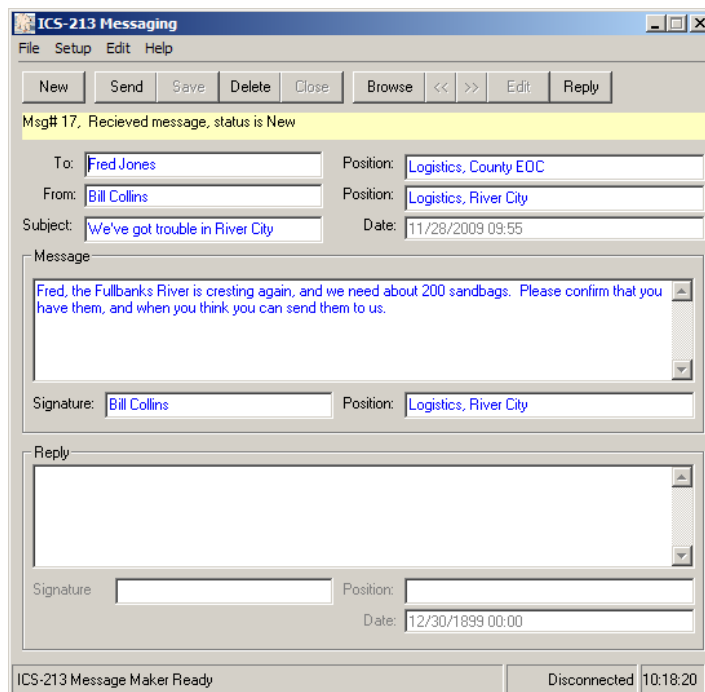 ICS-213 Messaging
File Setup Edit Help
New Send Save Delete Close Browse << >> Edit Reply
Msg# 17, Recieved message, status is New
To: Fred Jones Position: Logistics, County EOC
From: Bill Collins Position: Logistics, River City
Subject: We've got trouble in River City Date: 11/28/2009 09:55
Message
Fred, the Fullbanks River is cresting again, and we need about 200 sandbags. Please confirm that you
have them, and when you think you can send them to us.
Signature: Bill Collins Position: Logistics, River City
Reply
Signature Position:
Date: 12/30/1899 00:00
ICS-213 Message Maker Ready Disconnected 10:18:20